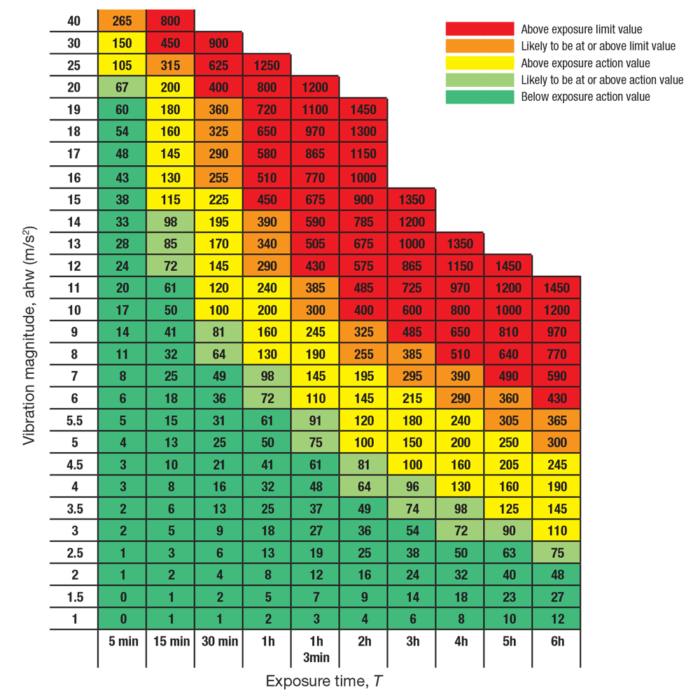 40 265 800
30 150 450 900
25 105 315 625 1250
20 67 200 400 800 1200
19 60 180 360 720 1100 1450
18 54 160 325 650 970 1300
17 48 145 290 580 865 1150
16 43 130 255 510 770 1000
15 38 115 225 450 675 900 1350
14 33 98 195 390 590 785 1200
13 28 85 170 340 505 675 1000 1350
12 24 72 145 290 430 575 865 1150 1450
11 20 61 120 240 385 485 725 970 1200 1450
10 17 50 100 200 300 400 600 800 1000 1200
9 14 41 81 160 245 325 485 650 810 970
8 11 32 64 130 190 255 385 510 640 770
7 8 25 49 98 145 195 295 390 490 590
6 6 18 36 72 110 145 215 290 360 430
5.5 5 15 31 61 91 120 180 240 305 365
5 4 13 25 50 75 100 150 200 250 300
4.5 3 10 21 41 61 81 100 160 205 245
4 3 8 16 32 48 64 96 130 160 190
3.5 2 6 13 25 37 49 74 98 125 145
3 2 5 9 18 27 36 54 72 90 110
2.5 1 3 6 13 19 25 38 50 63 75
2 1 2 4 8 12 16 24 32 40 48
1.5 0 1 2 5 7 9 14 18 23 27
1 0 1 1 2 3 4 6 8 10 12
5 min 15 min 30 min 1h 1h 2h 3h 4h 5h 6h
3min
Exposure time, T
Vibration magnitude, ahw (m/s²)
Above exposure limit value
Likely to be at or above limit value
Above exposure action value
Likely to be at or above action value
Below exposure action value